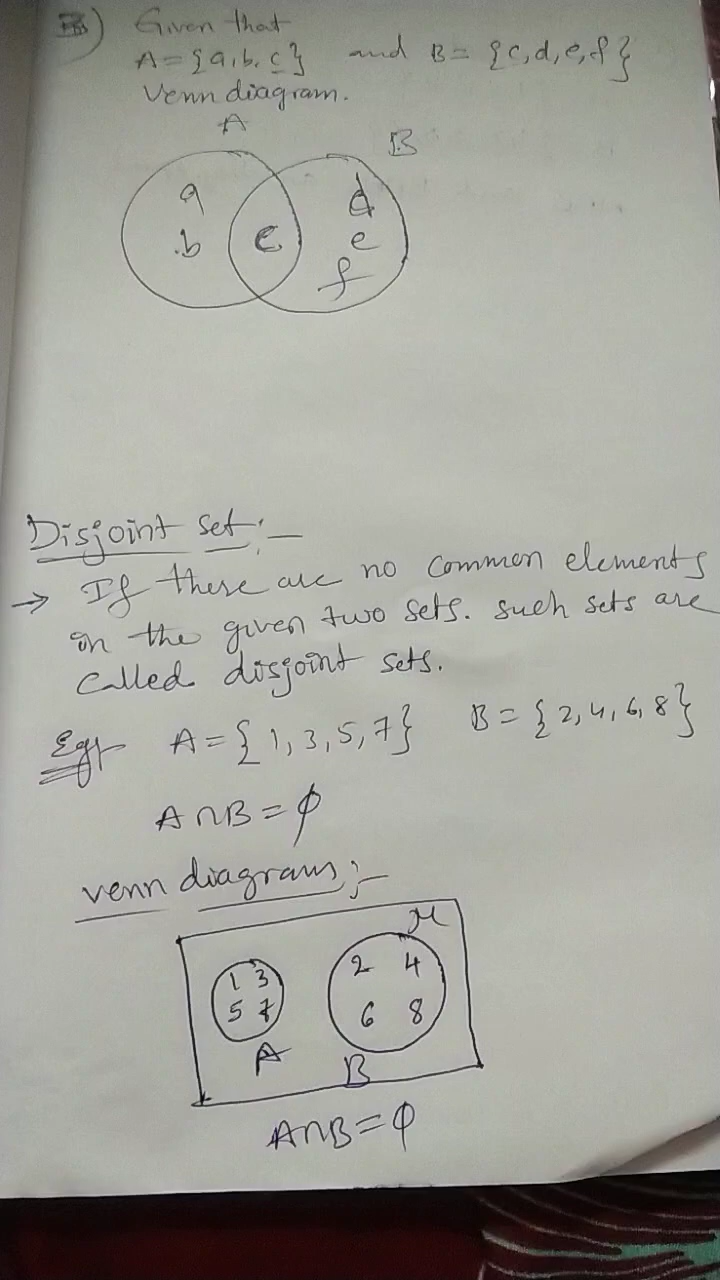 3) Given that
A = {a, b, c} and B = {c, d, e, f}
Venn diagram.
A
B
a
b
c
d
e
f
Disjoint set :-
→ If there are no common elements
in the given two sets. such sets are
called disjoint sets.
Eg:- A = {1, 3, 5, 7} B = {2, 4, 6, 8}
A ∩ B = ϕ
venn diagram :-
μ
1 3
5 7
2 4
6 8
A
B
A ∩ B = ϕ